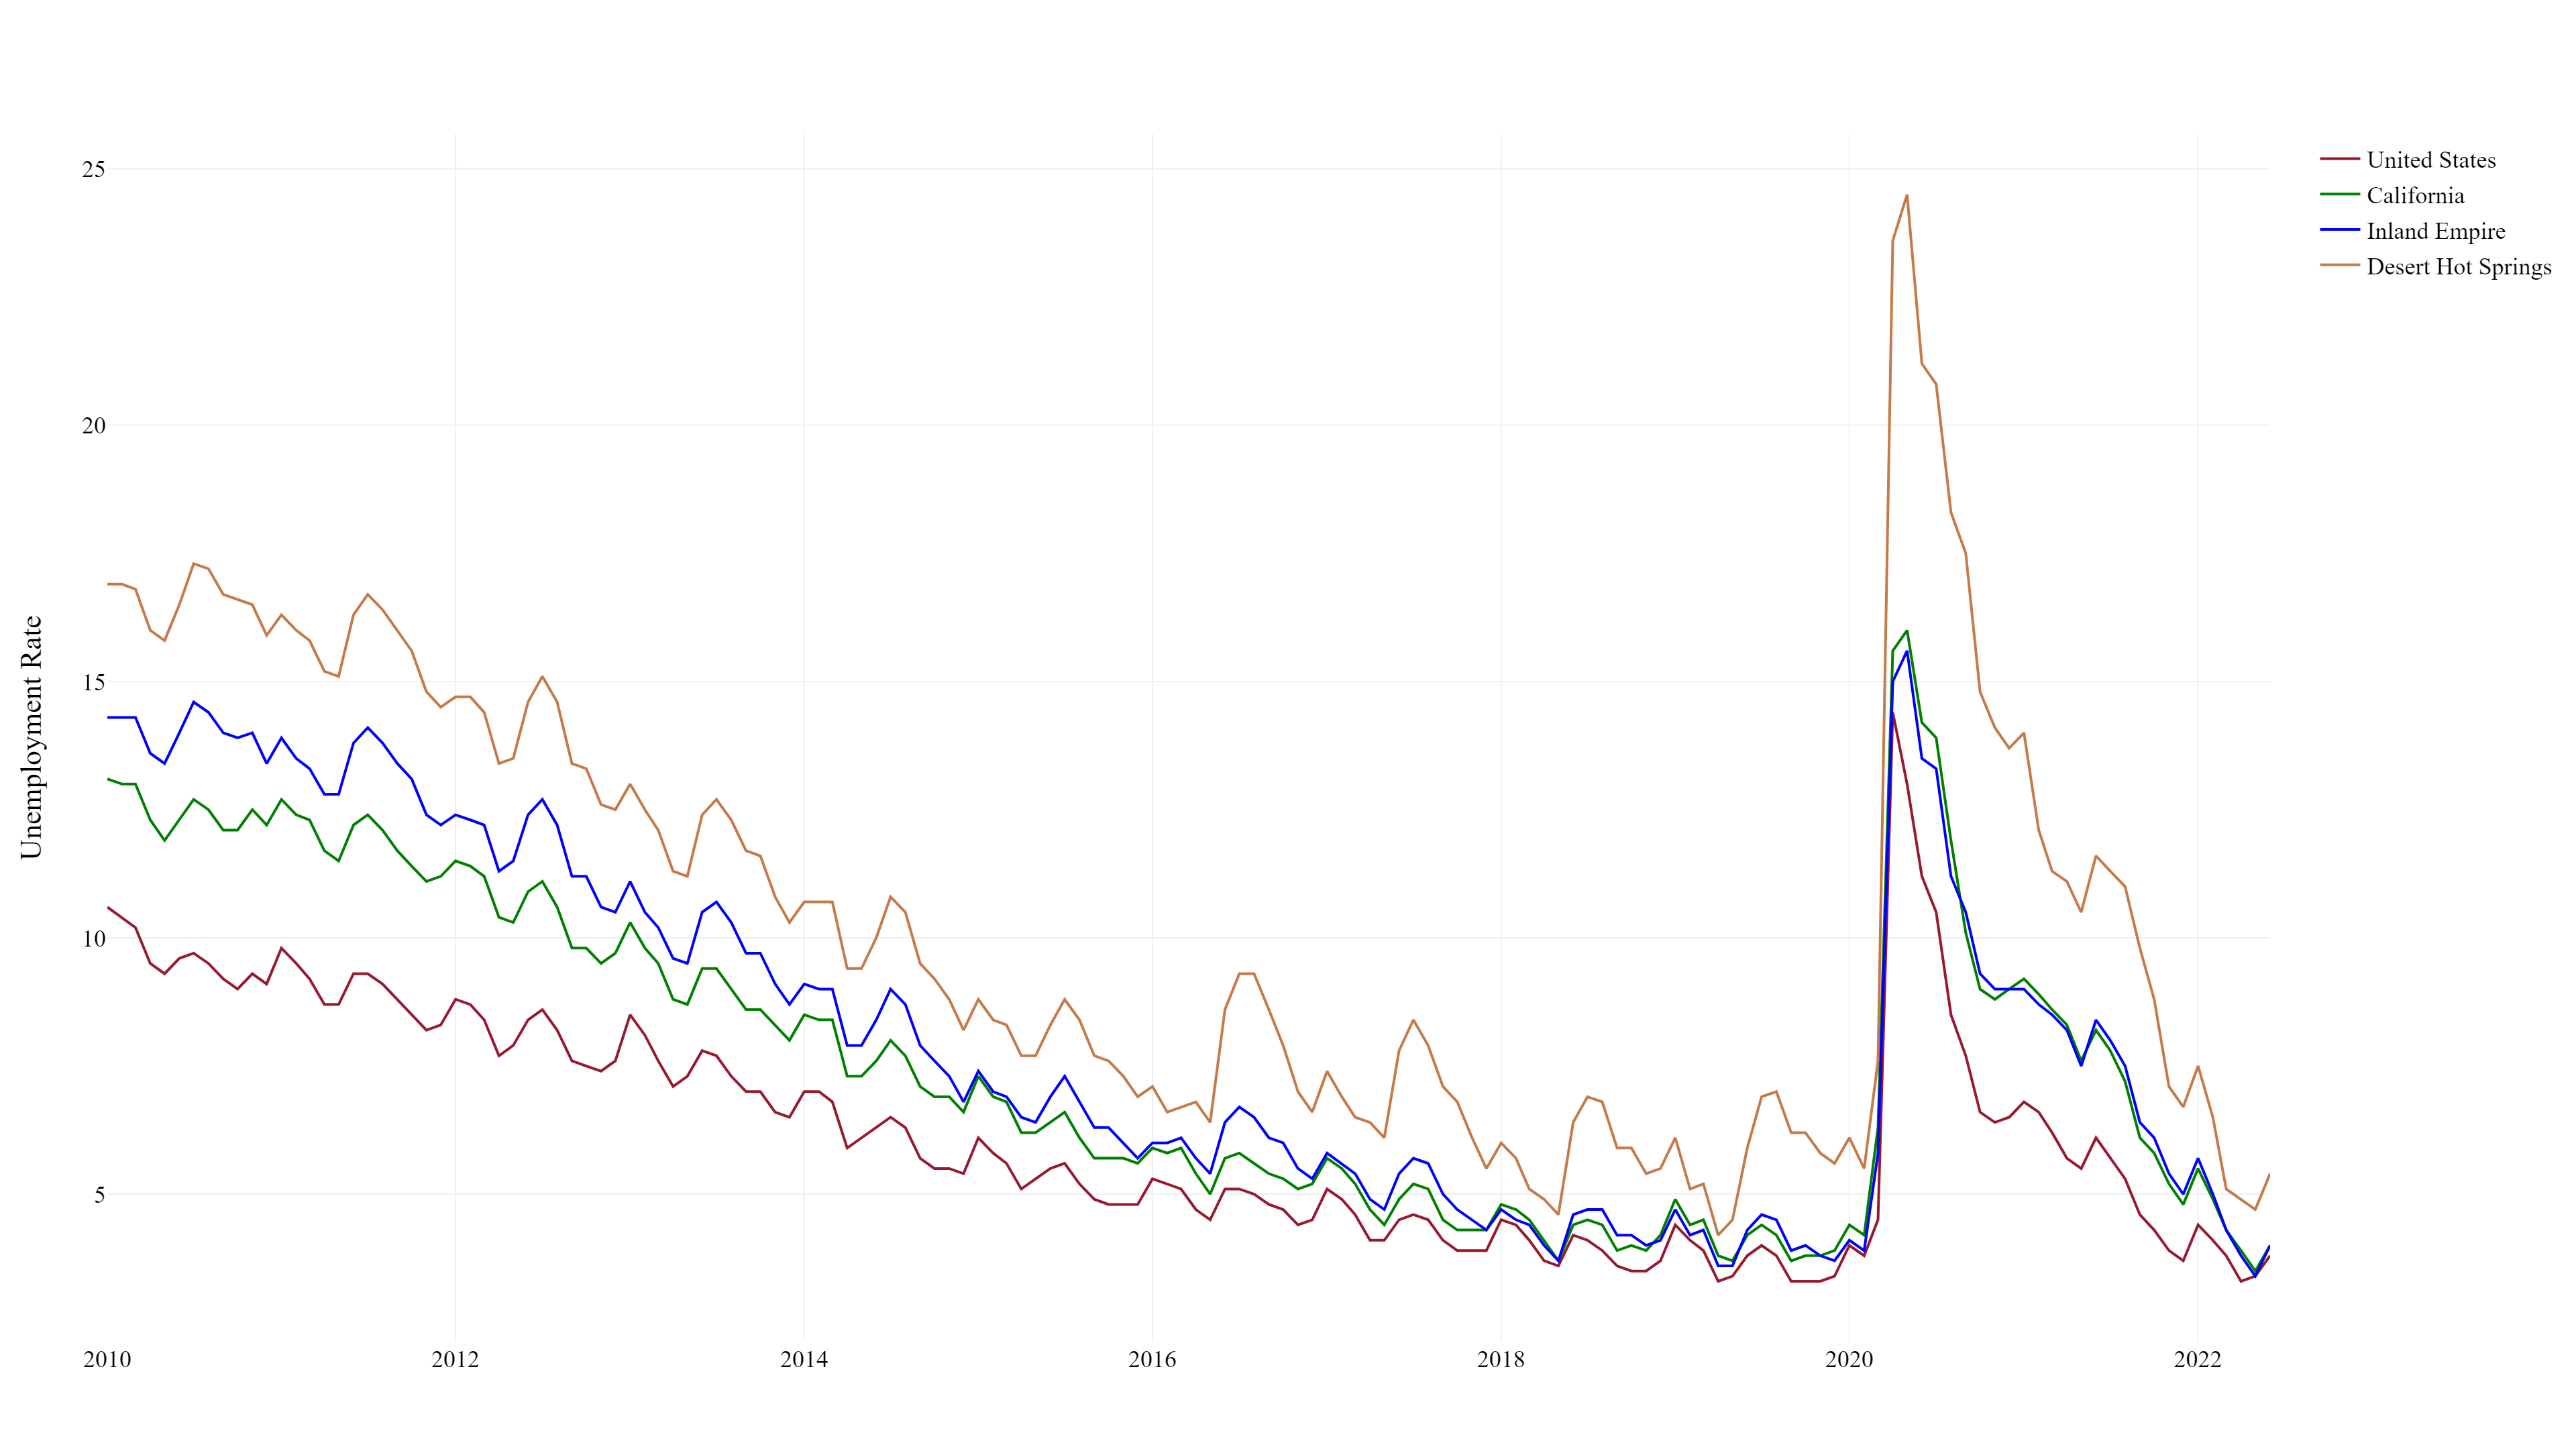 United States
California
Inland Empire
Desert Hot Springs
Unemployment Rate
25
20
15
10
5
2010 2012 2014 2016 2018 2020 2022